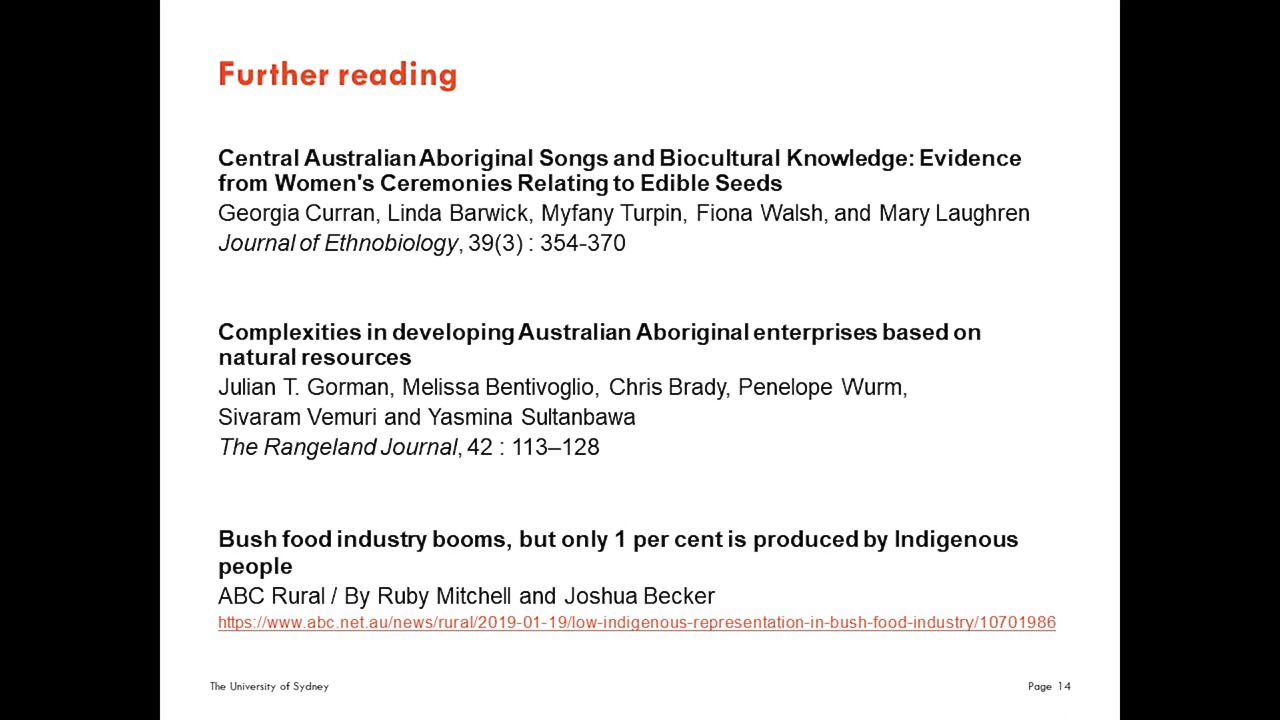 Further reading
Central Australian Aboriginal Songs and Biocultural Knowledge: Evidence
from Women's Ceremonies Relating to Edible Seeds
Georgia Curran, Linda Barwick, Myfany Turpin, Fiona Walsh, and Mary Laughren
Journal of Ethnobiology, 39(3) : 354-370
Complexities in developing Australian Aboriginal enterprises based on
natural resources
Julian T. Gorman, Melissa Bentivoglio, Chris Brady, Penelope Wurm,
Sivaram Vemuri and Yasmina Sultanbawa
The Rangeland Journal, 42 : 113–128
Bush food industry booms, but only 1 per cent is produced by Indigenous
people
ABC Rural / By Ruby Mitchell and Joshua Becker
https://www.abc.net.au/news/rural/2019-01-19/low-indigenous-representation-in-bush-food-industry/10701986
The University of Sydney
Page 14